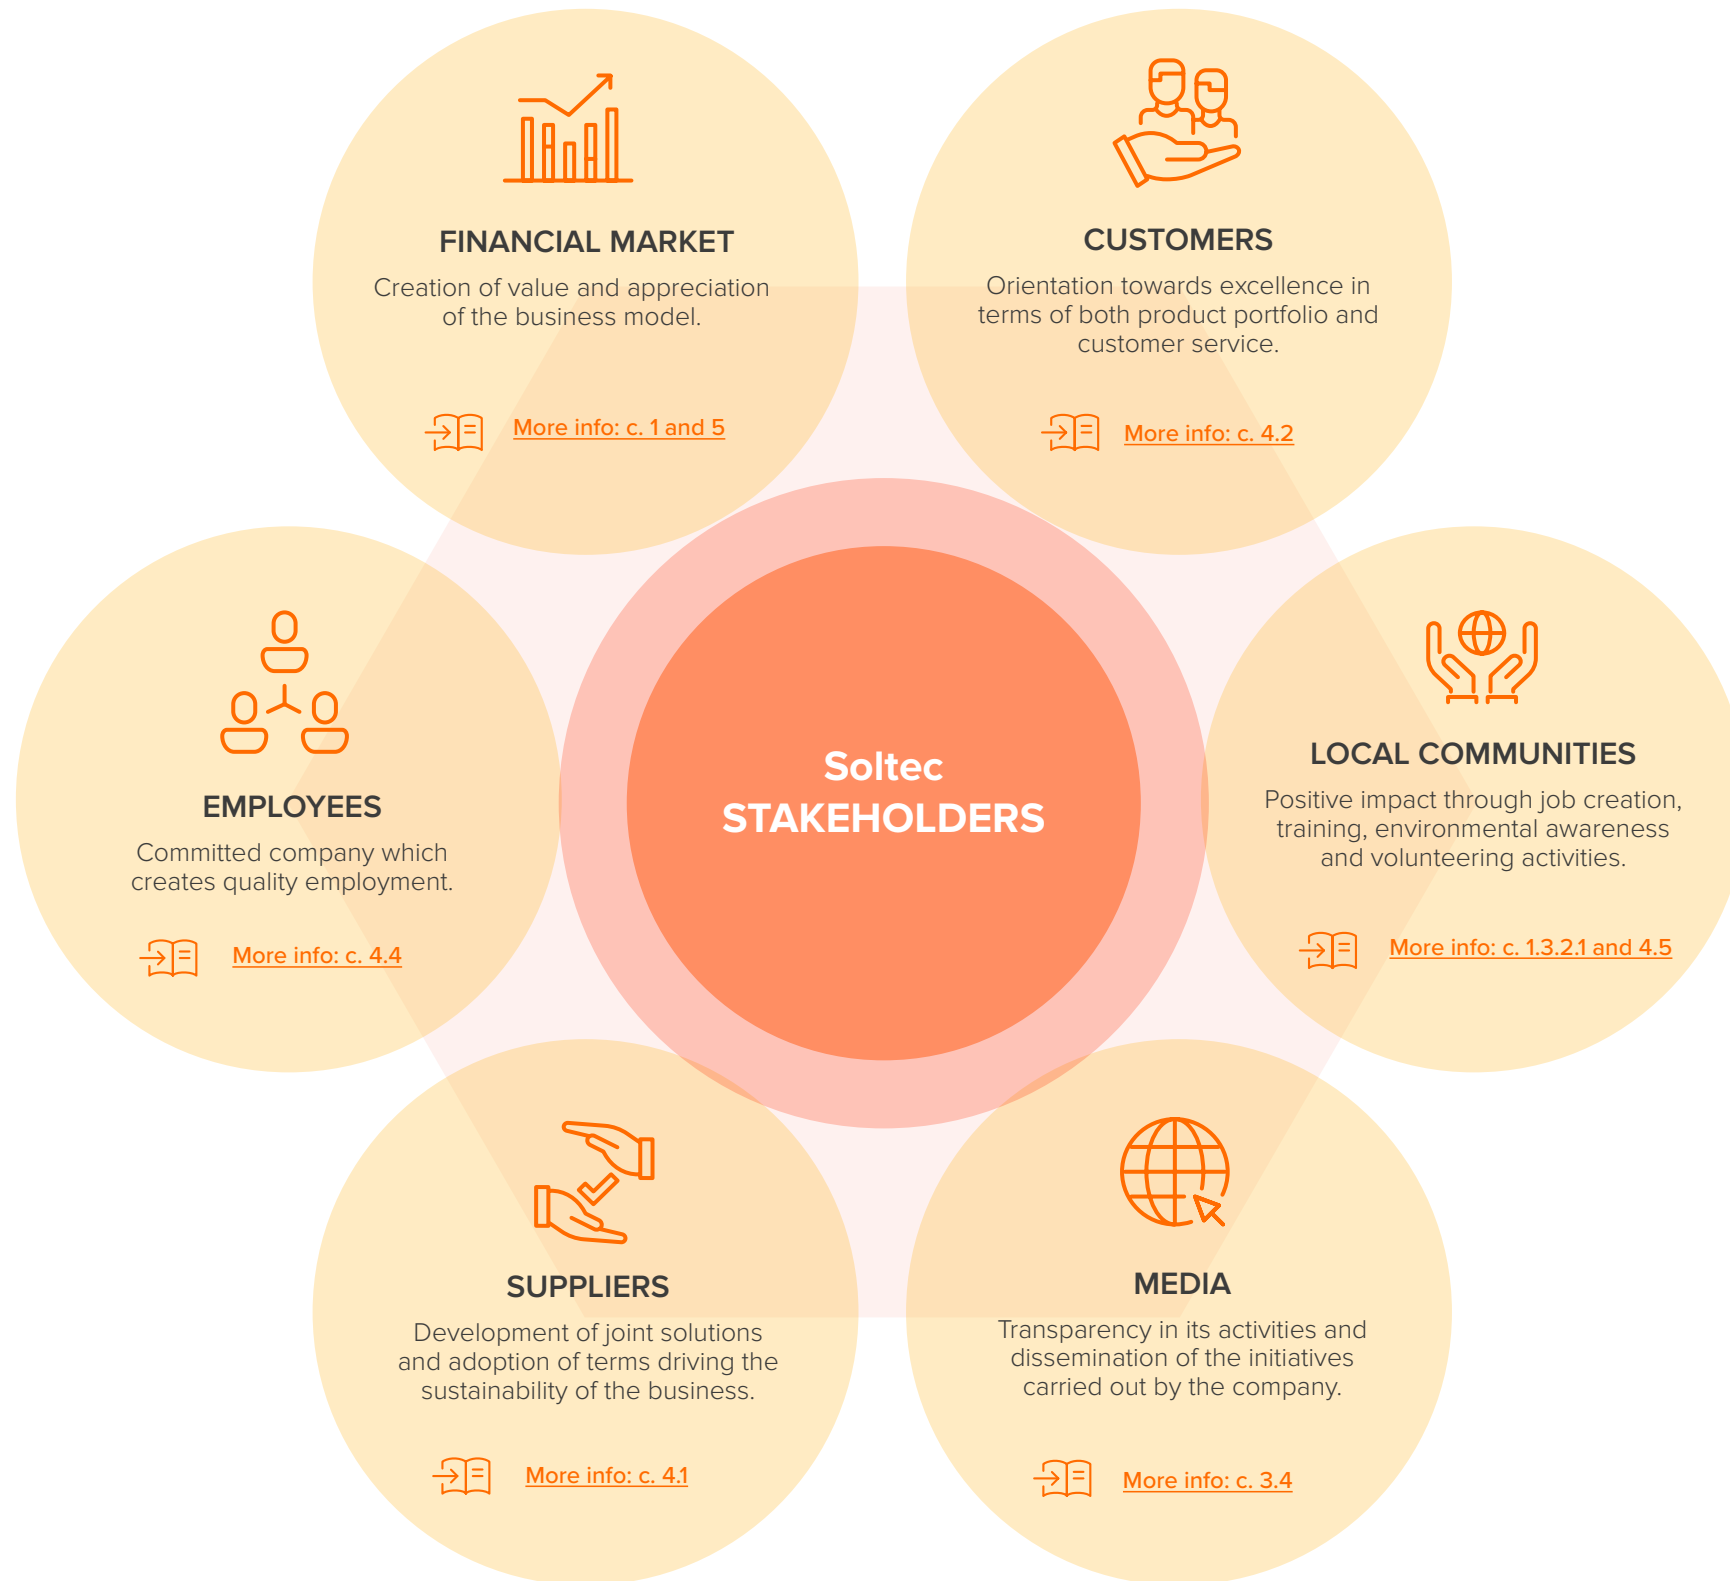 FINANCIAL MARKET
Creation of value and appreciation
of the business model.
More info: c. 1 and 5
CUSTOMERS
Orientation towards excellence in
terms of both product portfolio and
customer service.
More info: c. 4.2
EMPLOYEES
Committed company which
creates quality employment.
More info: c. 4.4
Soltec
STAKEHOLDERS
LOCAL COMMUNITIES
Positive impact through job creation,
training, environmental awareness
and volunteering activities.
More info: c. 1.3.2.1 and 4.5
SUPPLIERS
Development of joint solutions
and adoption of terms driving the
sustainability of the business.
More info: c. 4.1
MEDIA
Transparency in its activities and
dissemination of the initiatives
carried out by the company.
More info: c. 3.4